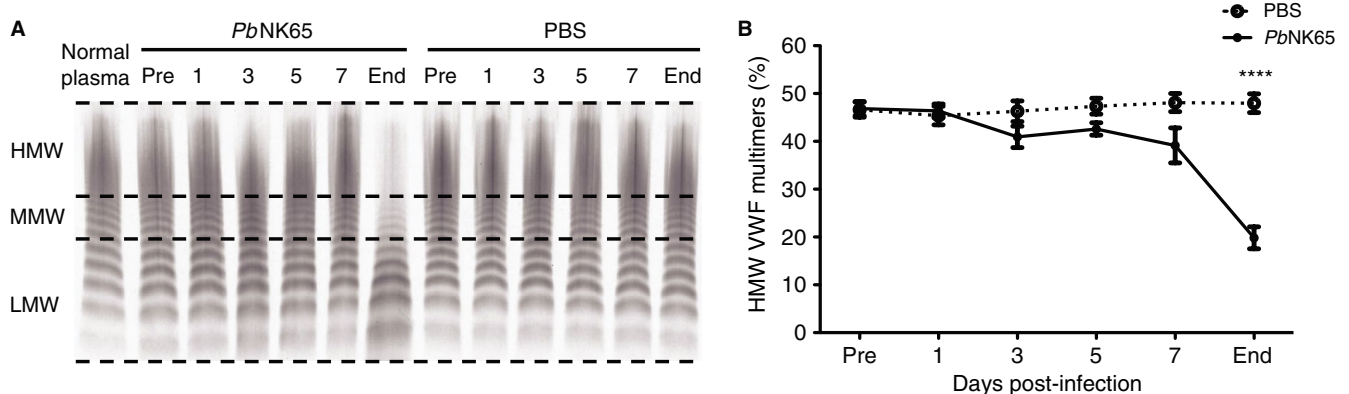 A
PbNK65 PBS
Normal plasma Pre 1 3 5 7 End Pre 1 3 5 7 End
HMW
MMW
LMW
B
PBS
PbNK65
HMW VWF multimers (%)
60
50
40
30
20
10
0
****
Pre 1 3 5 7 End
Days post-infection